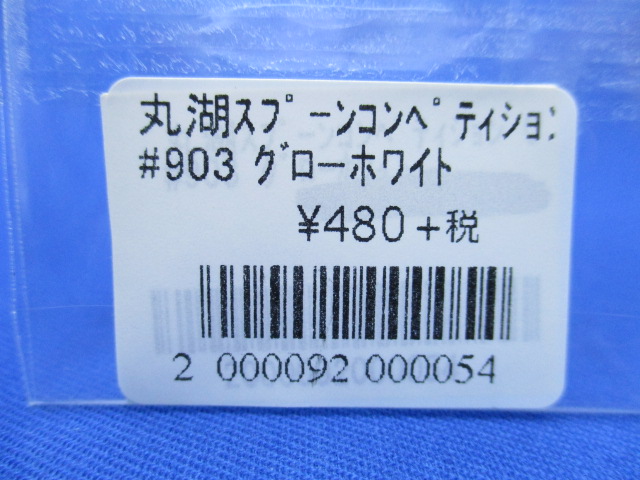 丸湖ｽﾌﾟｰﾝｺﾝﾍﾟﾃｨｼｮﾝ
#903 ｸﾞﾛｰﾎﾜｲﾄ
¥480+税
2 000092 000054